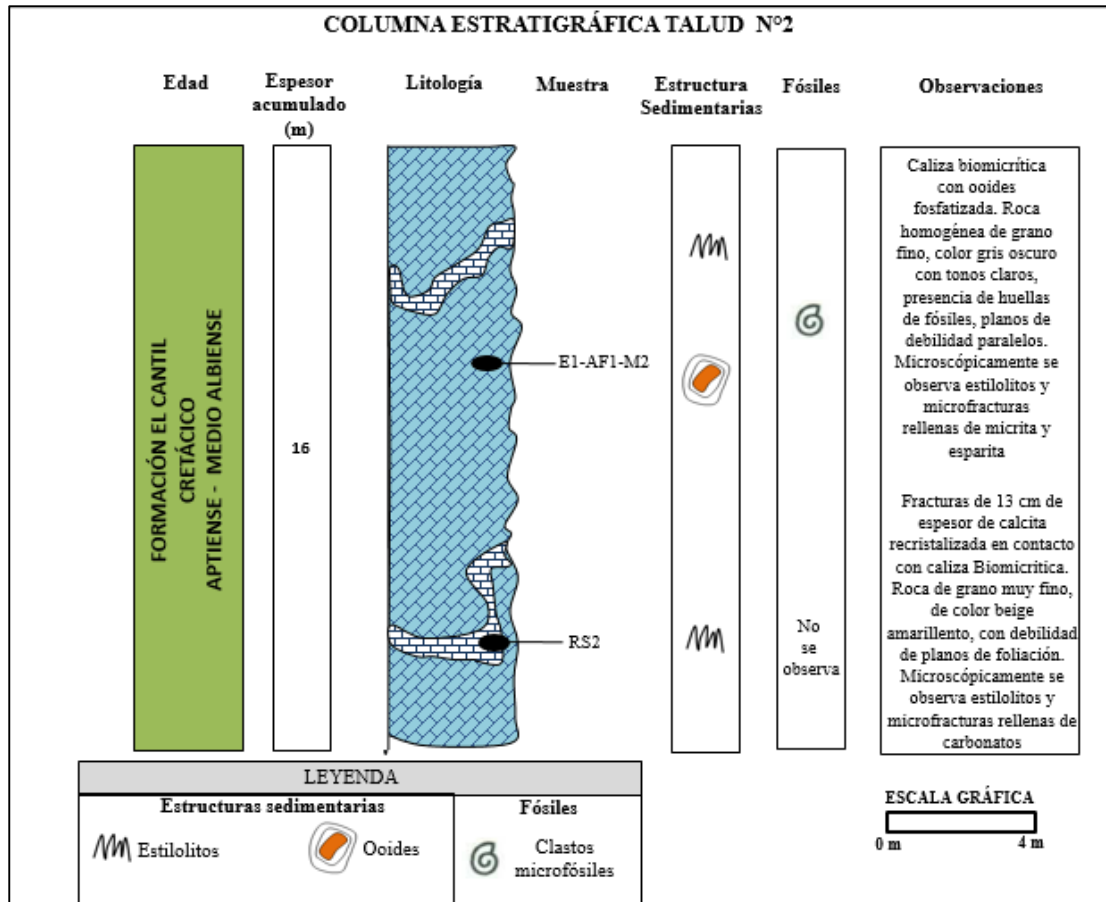 COLUMNA ESTRATIGRÁFICA TALUD N°2
Edad
Espesor
acumulado
(m)
Litología
Muestra
Estructura
Sedimentarias
Fósiles
Observaciones
FORMACIÓN EL CANTIL
CRETÁCICO
APTIENSE - MEDIO ALBIENSE
16
E1-AF1-M2
RS2
No
se
observa
Caliza biomicrítica
con ooides
fosfatizada. Roca
homogénea de grano
fino, color gris oscuro
con tonos claros,
presencia de huellas
de fósiles, planos de
debilidad paralelos.
Microscópicamente se
observa estilolitos y
microfracturas
rellenas de micrita y
esparita
Fracturas de 13 cm de
espesor de calcita
recristalizada en contacto
con caliza Biomicritica.
Roca de grano muy fino,
de color beige
amarillento, con debilidad
de planos de foliación.
Microscópicamente se
observa estilolitos y
microfracturas rellenas de
carbonatos
LEYENDA
Estructuras sedimentarias
Estilolitos
Ooides
Fósiles
Clastos
microfósiles
ESCALA GRÁFICA
0 m
4 m